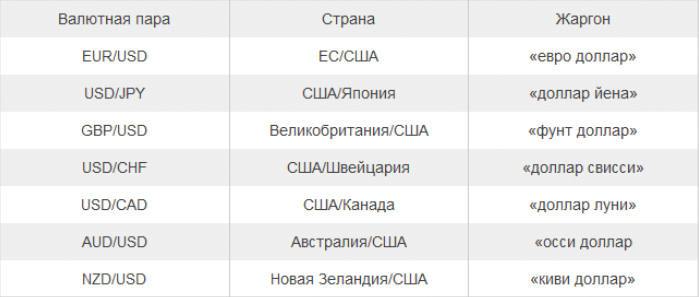 Валютная пара Страна Жаргон
EUR/USD ЕС/США «евро доллар»
USD/JPY США/Япония «доллар йена»
GBP/USD Великобритания/США «фунт доллар»
USD/CHF США/Швейцария «доллар свисси»
USD/CAD США/Канада «доллар луни»
AUD/USD Австралия/США «осси доллар
NZD/USD Новая Зеландия/США «киви доллар»